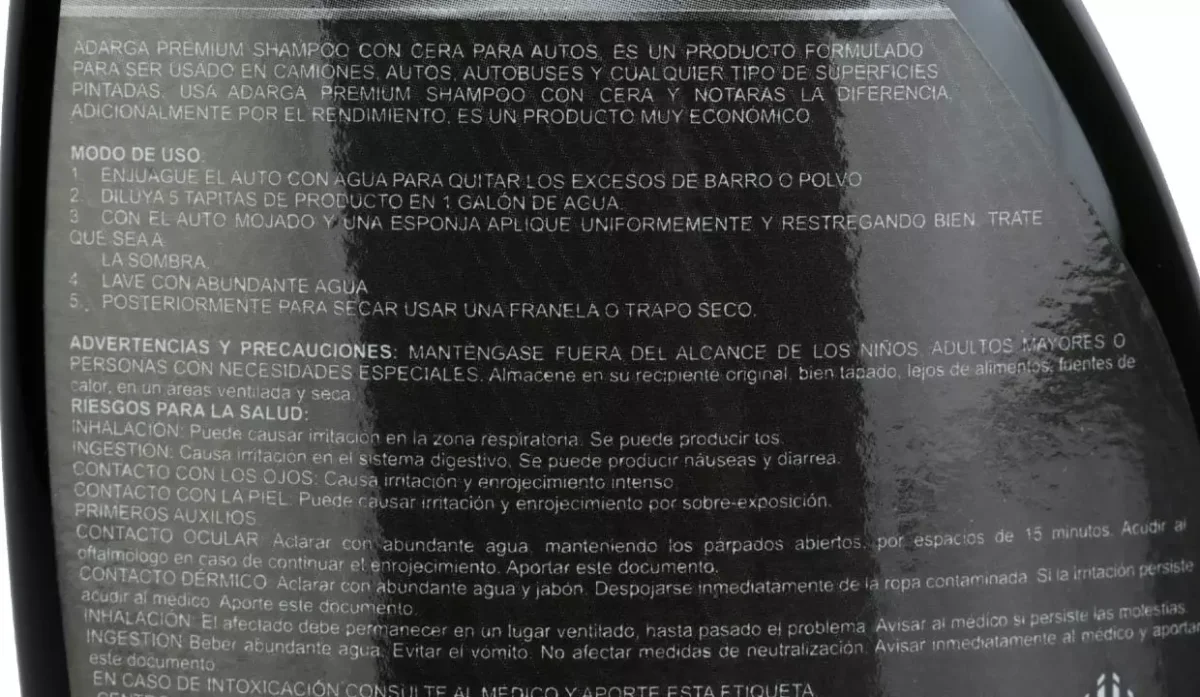 ADARGA PREMIUM SHAMPOO CON CERA PARA AUTOS, ES UN PRODUCTO FORMULADO
PARA SER USADO EN CAMIONES, AUTOS, AUTOBUSES Y CUALQUIER TIPO DE SUPERFICIES
PINTADAS. USA ADARGA PREMIUM SHAMPOO CON CERA Y NOTARAS LA DIFERENCIA,
ADICIONALMENTE POR EL RENDIMIENTO, ES UN PRODUCTO MUY ECONÓMICO.
MODO DE USO:
1. ENJUAGUE EL AUTO CON AGUA PARA QUITAR LOS EXCESOS DE BARRO O POLVO
2. DILUYA 5 TAPITAS DE PRODUCTO EN 1 GALÓN DE AGUA.
3. CON EL AUTO MOJADO Y UNA ESPONJA APLIQUE UNIFORMEMENTE Y RESTREGANDO BIEN. TRATE
QUE SEA A
LA SOMBRA.
4. LAVE CON ABUNDANTE AGUA
5. POSTERIORMENTE PARA SECAR USAR UNA FRANELA O TRAPO SECO.
ADVERTENCIAS Y PRECAUCIONES: MANTÉNGASE FUERA DEL ALCANCE DE LOS NIÑOS, ADULTOS MAYORES O
PERSONAS CON NECESIDADES ESPECIALES. Almacene en su recipiente original, bien tapado, lejos de alimentos, fuentes de
calor, en un áreas ventilada y seca.
RIESGOS PARA LA SALUD:
INHALACIÓN: Puede causar irritación en la zona respiratoria. Se puede producir tos.
INGESTIÓN: Causa irritación en el sistema digestivo. Se puede producir náuseas y diarrea.
CONTACTO CON LOS OJOS: Causa irritación y enrojecimiento intenso.
CONTACTO CON LA PIEL: Puede causar irritación y enrojecimiento por sobre-exposición.
PRIMEROS AUXILIOS
CONTACTO OCULAR: Aclarar con abundante agua, manteniendo los párpados abiertos, por espacios de 15 minutos. Acudir al
oftalmólogo en caso de continuar el enrojecimiento. Aportar este documento.
CONTACTO DÉRMICO: Aclarar con abundante agua y jabón. Despojarse inmediatamente de la ropa contaminada. Si la irritación persiste
acudir al médico. Aporte este documento.
INHALACIÓN: El afectado debe permanecer en un lugar ventilado, hasta pasado el problema. Avisar al médico si persiste las molestias.
INGESTIÓN: Beber abundante agua. Evitar el vómito. No afectar medidas de neutralización. Avisar inmediatamente al médico y aportar
este documento.
EN CASO DE INTOXICACIÓN CONSULTE AL MÉDICO Y APORTE ESTA ETIQUETA.